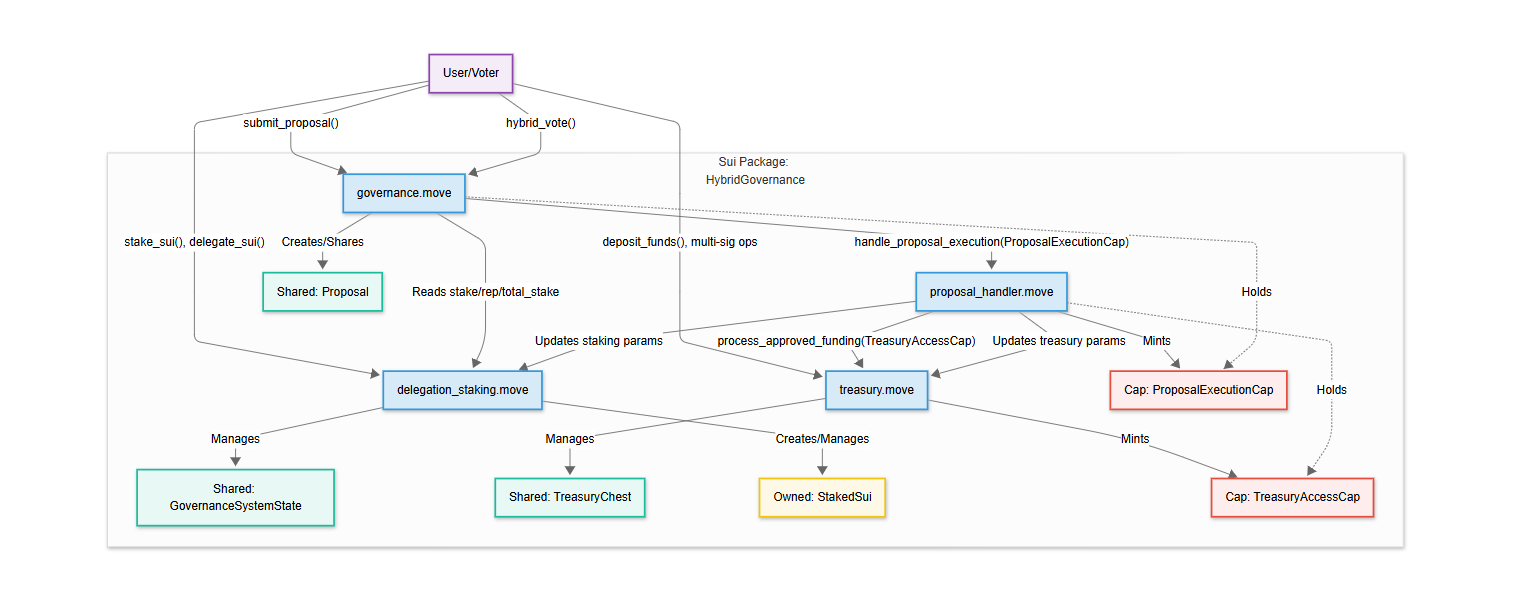 User/Voter
submit_proposal()
hybrid_vote()
Sui Package:
HybridGovernance
governance.move
stake_sui(), delegate_sui()
Creates/Shares
deposit_funds(), multi-sig ops
handle_proposal_execution(ProposalExecutionCap)
Shared: Proposal
Reads stake/rep/total_stake
proposal_handler.move
Holds
Updates staking params
process_approved_funding(TreasuryAccessCap)
Updates treasury params
Mints
delegation_staking.move
treasury.move
Cap: ProposalExecutionCap
Holds
Manages
Manages
Creates/Manages
Mints
Shared:
GovernanceSystemState
Shared: TreasuryChest
Owned: StakedSui
Cap: TreasuryAccessCap